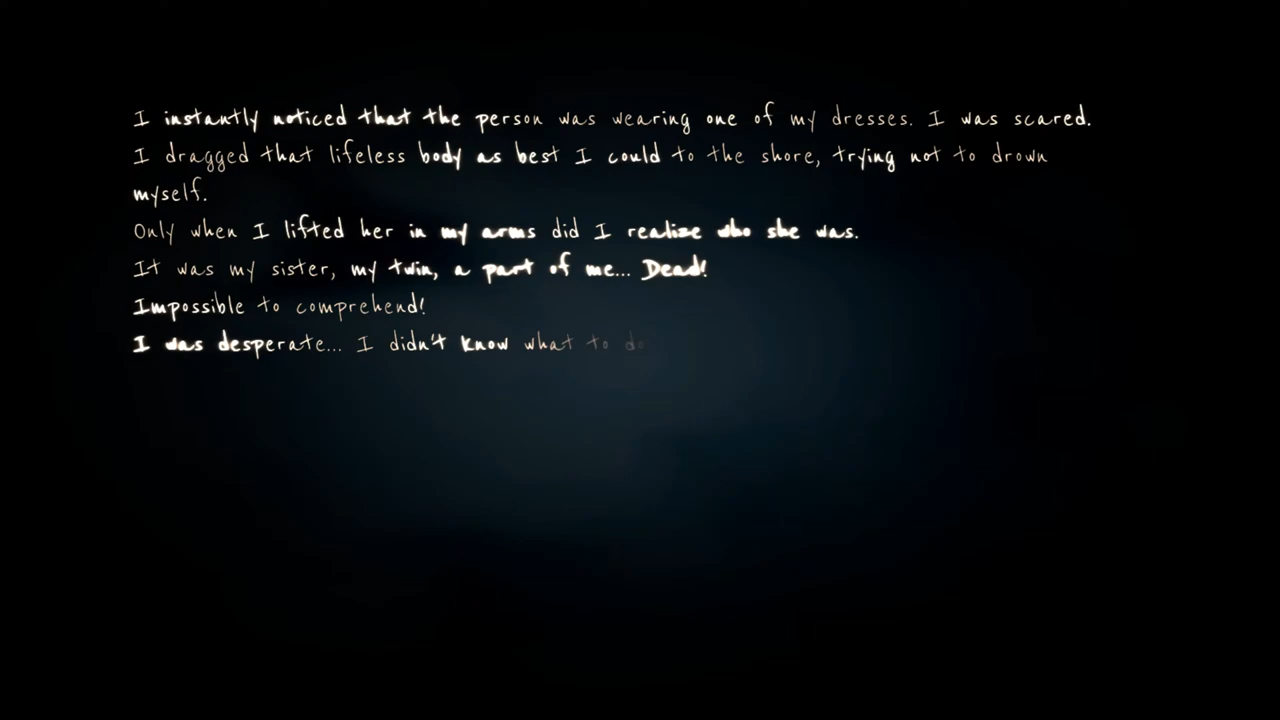 I instantly noticed that the person was wearing one of my dresses. I was scared.
I dragged that lifeless body as best I could to the shore, trying not to drown
myself.
Only when I lifted her in my arms did I realize who she was.
It was my sister, my twin, a part of me... Dead!
Impossible to comprehend!
I was desperate... I didn't know what to do